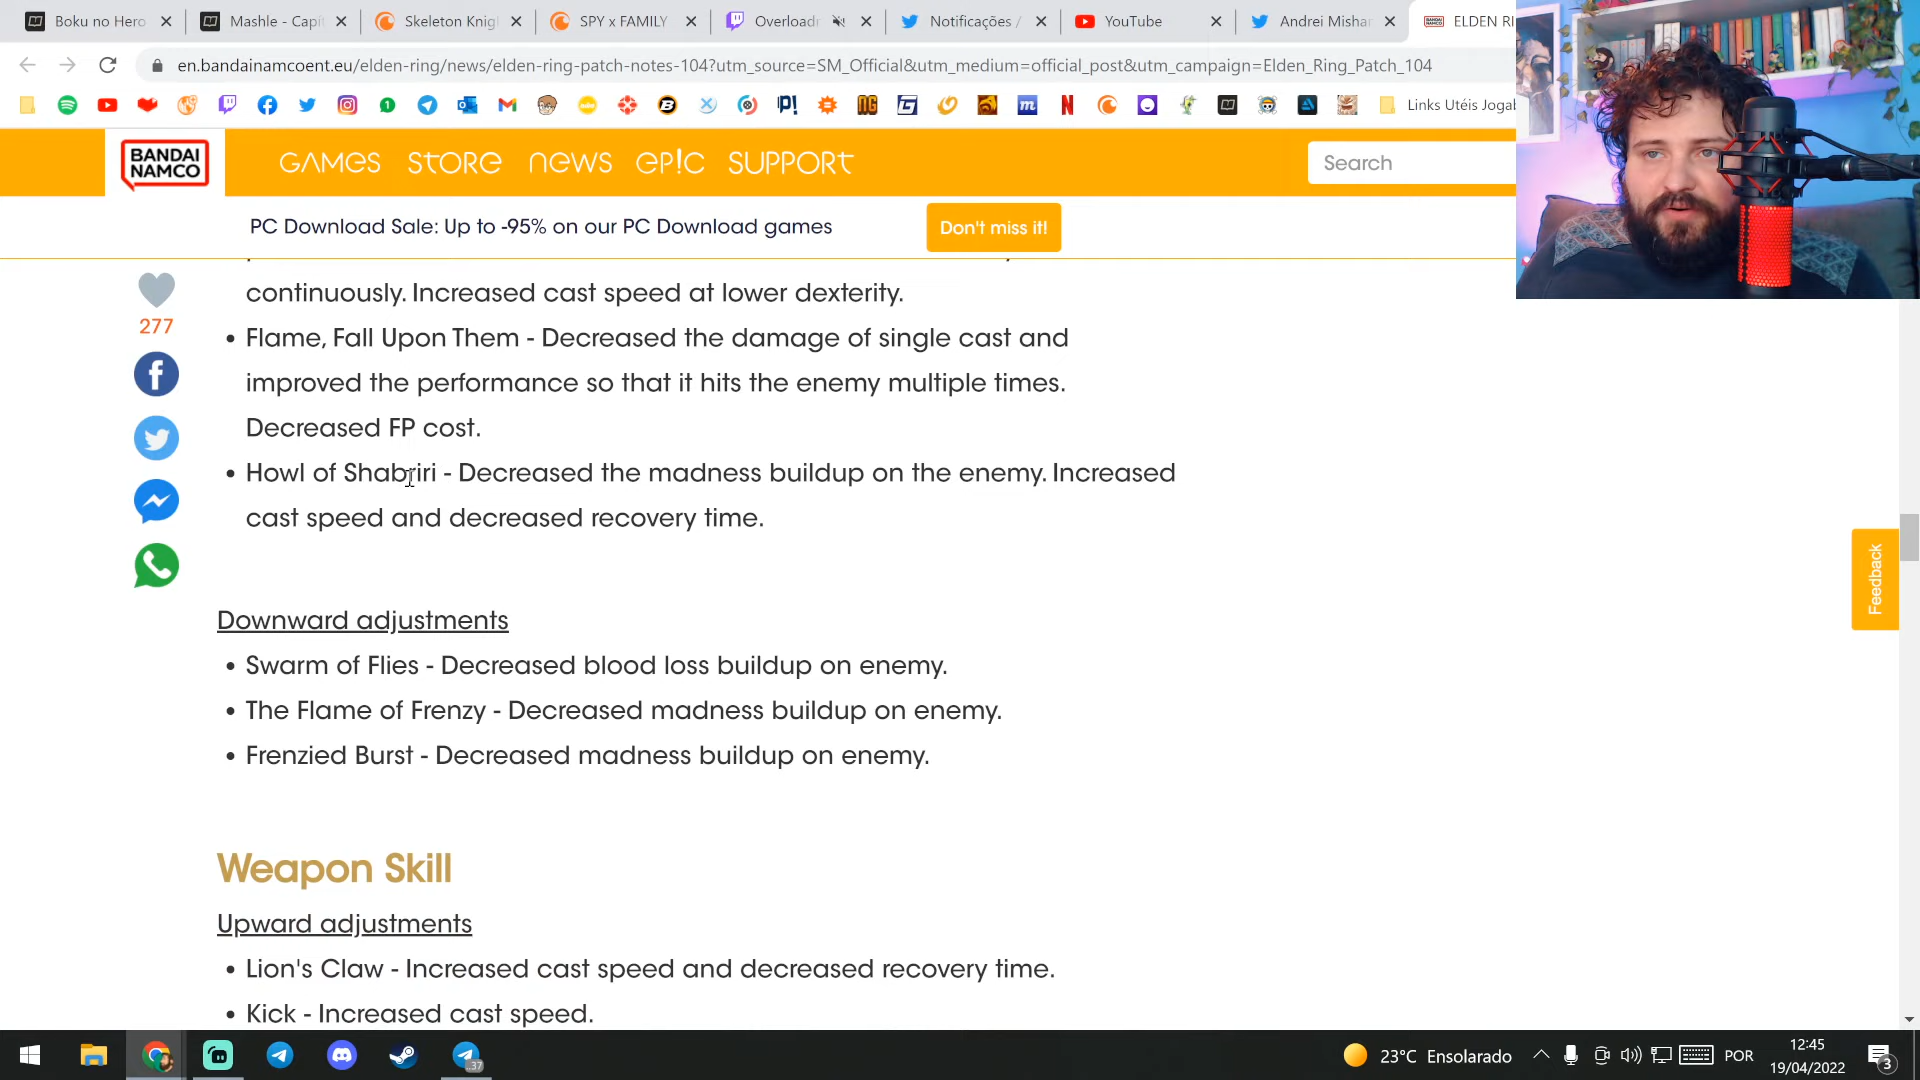 Boku no Hero
Mashle - Capí
Skeleton Knig
SPY x FAMILY
Overload
Notificações /
YouTube
Andrei Misha
ELDEN RI
en.bandainamcoent.eu/elden-ring/news/elden-ring-patch-notes-104?utm_source=SM_Official&utm_medium=official_post&utm_campaign=Elden_Ring_Patch_104
Links Utéis Jogab
BANDAI
NAMCO
GAMES STORE NEWS EP!C SUPPORT
Search
PC Download Sale: Up to -95% on our PC Download games
Don't miss it!
continuously. Increased cast speed at lower dexterity.
277
• Flame, Fall Upon Them - Decreased the damage of single cast and
improved the performance so that it hits the enemy multiple times.
Decreased FP cost.
• Howl of Shabriri - Decreased the madness buildup on the enemy. Increased
cast speed and decreased recovery time.
Feedback
Downward adjustments
• Swarm of Flies - Decreased blood loss buildup on enemy.
• The Flame of Frenzy - Decreased madness buildup on enemy.
• Frenzied Burst - Decreased madness buildup on enemy.
Weapon Skill
Upward adjustments
• Lion's Claw - Increased cast speed and decreased recovery time.
• Kick - Increased cast speed.
37
23°C Ensolarado
POR
12:45
19/04/2022
3